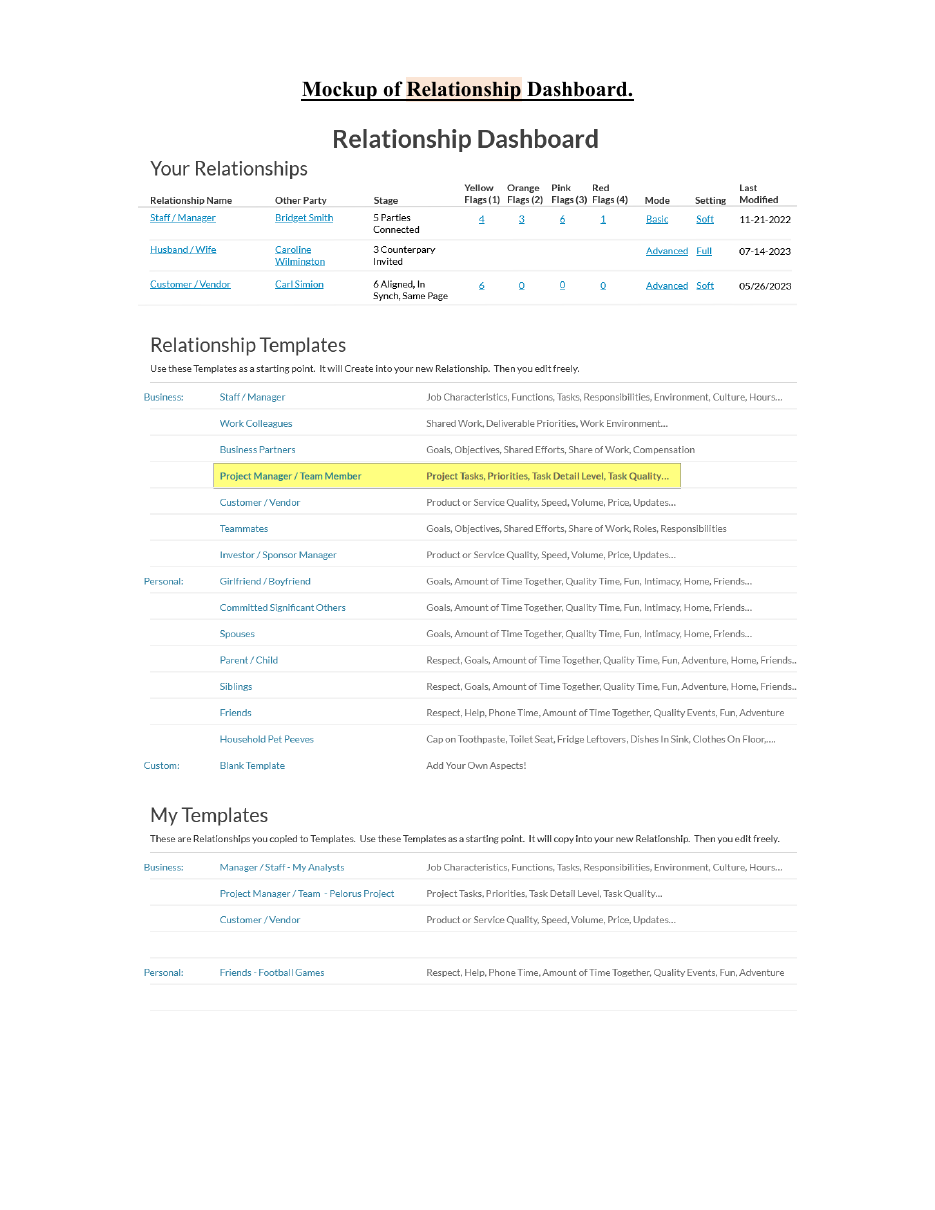 Mockup of Relationship Dashboard.
Relationship Dashboard
Your Relationships
Relationship Name Other Party Stage Yellow Flags (1) Orange Flags (2) Pink Flags (3) Red Flags (4) Mode Setting Last Modified
Staff / Manager Bridget Smith 5 Parties Connected 4 3 6 1 Basic Soft 11-21-2022
Husband / Wife Caroline Wilmington 3 Counterpary Invited Advanced Full 07-14-2023
Customer / Vendor Carl Simion 6 Aligned, In Synch, Same Page 6 0 0 0 Advanced Soft 05/26/2023
Relationship Templates
Use these Templates as a starting point. It will Create into your new Relationship. Then you edit freely.
Business: Staff / Manager Job Characteristics, Functions, Tasks, Responsibilities, Environment, Culture, Hours...
Work Colleagues Shared Work, Deliverable Priorities, Work Environment...
Business Partners Goals, Objectives, Shared Efforts, Share of Work, Compensation
Project Manager / Team Member Project Tasks, Priorities, Task Detail Level, Task Quality...
Customer / Vendor Product or Service Quality, Speed, Volume, Price, Updates...
Teammates Goals, Objectives, Shared Efforts, Share of Work, Roles, Responsibilities
Investor / Sponsor Manager Product or Service Quality, Speed, Volume, Price, Updates...
Personal: Girlfriend / Boyfriend Goals, Amount of Time Together, Quality Time, Fun, Intimacy, Home, Friends...
Committed Significant Others Goals, Amount of Time Together, Quality Time, Fun, Intimacy, Home, Friends...
Spouses Goals, Amount of Time Together, Quality Time, Fun, Intimacy, Home, Friends...
Parent / Child Respect, Goals, Amount of Time Together, Quality Time, Fun, Adventure, Home, Friends..
Siblings Respect, Goals, Amount of Time Together, Quality Time, Fun, Adventure, Home, Friends..
Friends Respect, Help, Phone Time, Amount of Time Together, Quality Events, Fun, Adventure
Household Pet Peeves Cap on Toothpaste, Toilet Seat, Fridge Leftovers, Dishes In Sink, Clothes On Floor,....
Custom: Blank Template Add Your Own Aspects!
My Templates
These are Relationships you copied to Templates. Use these Templates as a starting point. It will copy into your new Relationship. Then you edit freely.
Business: Manager / Staff - My Analysts Job Characteristics, Functions, Tasks, Responsibilities, Environment, Culture, Hours...
Project Manager / Team - Pelorus Project Project Tasks, Priorities, Task Detail Level, Task Quality...
Customer / Vendor Product or Service Quality, Speed, Volume, Price, Updates...
Personal: Friends - Football Games Respect, Help, Phone Time, Amount of Time Together, Quality Events, Fun, Adventure